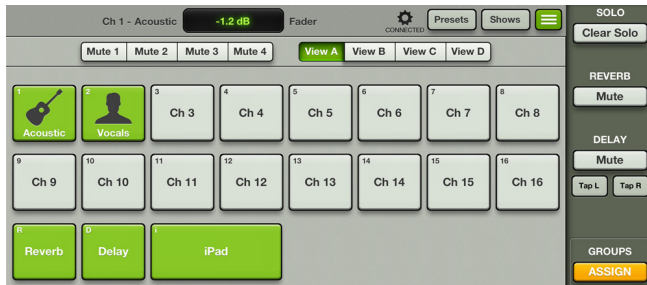 Ch 1 - Acoustic -1.2 dB Fader CONNECTED Presets Shows
SOLO
Clear Solo
Mute 1 Mute 2 Mute 3 Mute 4 View A View B View C View D
REVERB
Mute
1 2 3 4 5 6 7 8
Acoustic Vocals Ch 3 Ch 4 Ch 5 Ch 6 Ch 7 Ch 8
DELAY
Mute
Tap L Tap R
9 10 11 12 13 14 15 16
Ch 9 Ch 10 Ch 11 Ch 12 Ch 13 Ch 14 Ch 15 Ch 16
R D i
Reverb Delay iPad
GROUPS
ASSIGN